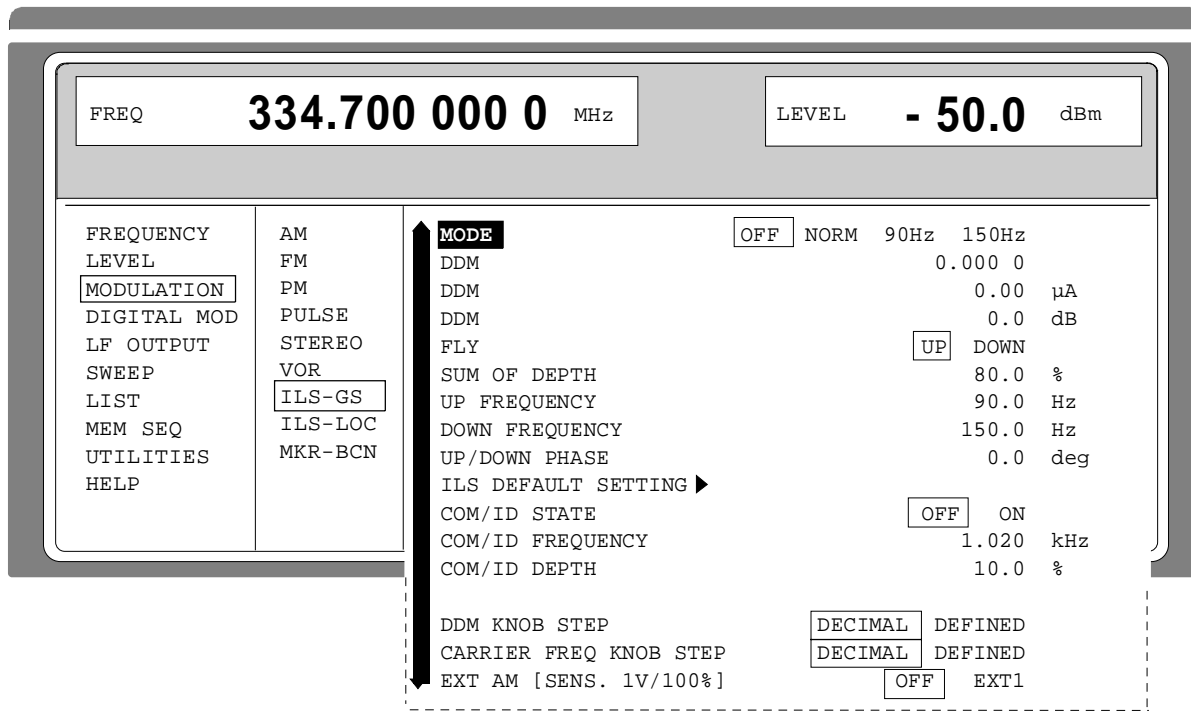 FREQ 334.700 000 0 MHz
LEVEL - 50.0 dBm
FREQUENCY
LEVEL
MODULATION
DIGITAL MOD
LF OUTPUT
SWEEP
LIST
MEM SEQ
UTILITIES
HELP
AM
FM
PM
PULSE
STEREO
VOR
ILS-GS
ILS-LOC
MKR-BCN
MODE OFF NORM 90Hz 150Hz
DDM 0.000 0
DDM 0.00 µA
DDM 0.0 dB
FLY UP DOWN
SUM OF DEPTH 80.0 %
UP FREQUENCY 90.0 Hz
DOWN FREQUENCY 150.0 Hz
UP/DOWN PHASE 0.0 deg
ILS DEFAULT SETTING
COM/ID STATE OFF ON
COM/ID FREQUENCY 1.020 kHz
COM/ID DEPTH 10.0 %
DDM KNOB STEP DECIMAL DEFINED
CARRIER FREQ KNOB STEP DECIMAL DEFINED
EXT AM [SENS. 1V/100%] OFF EXT1